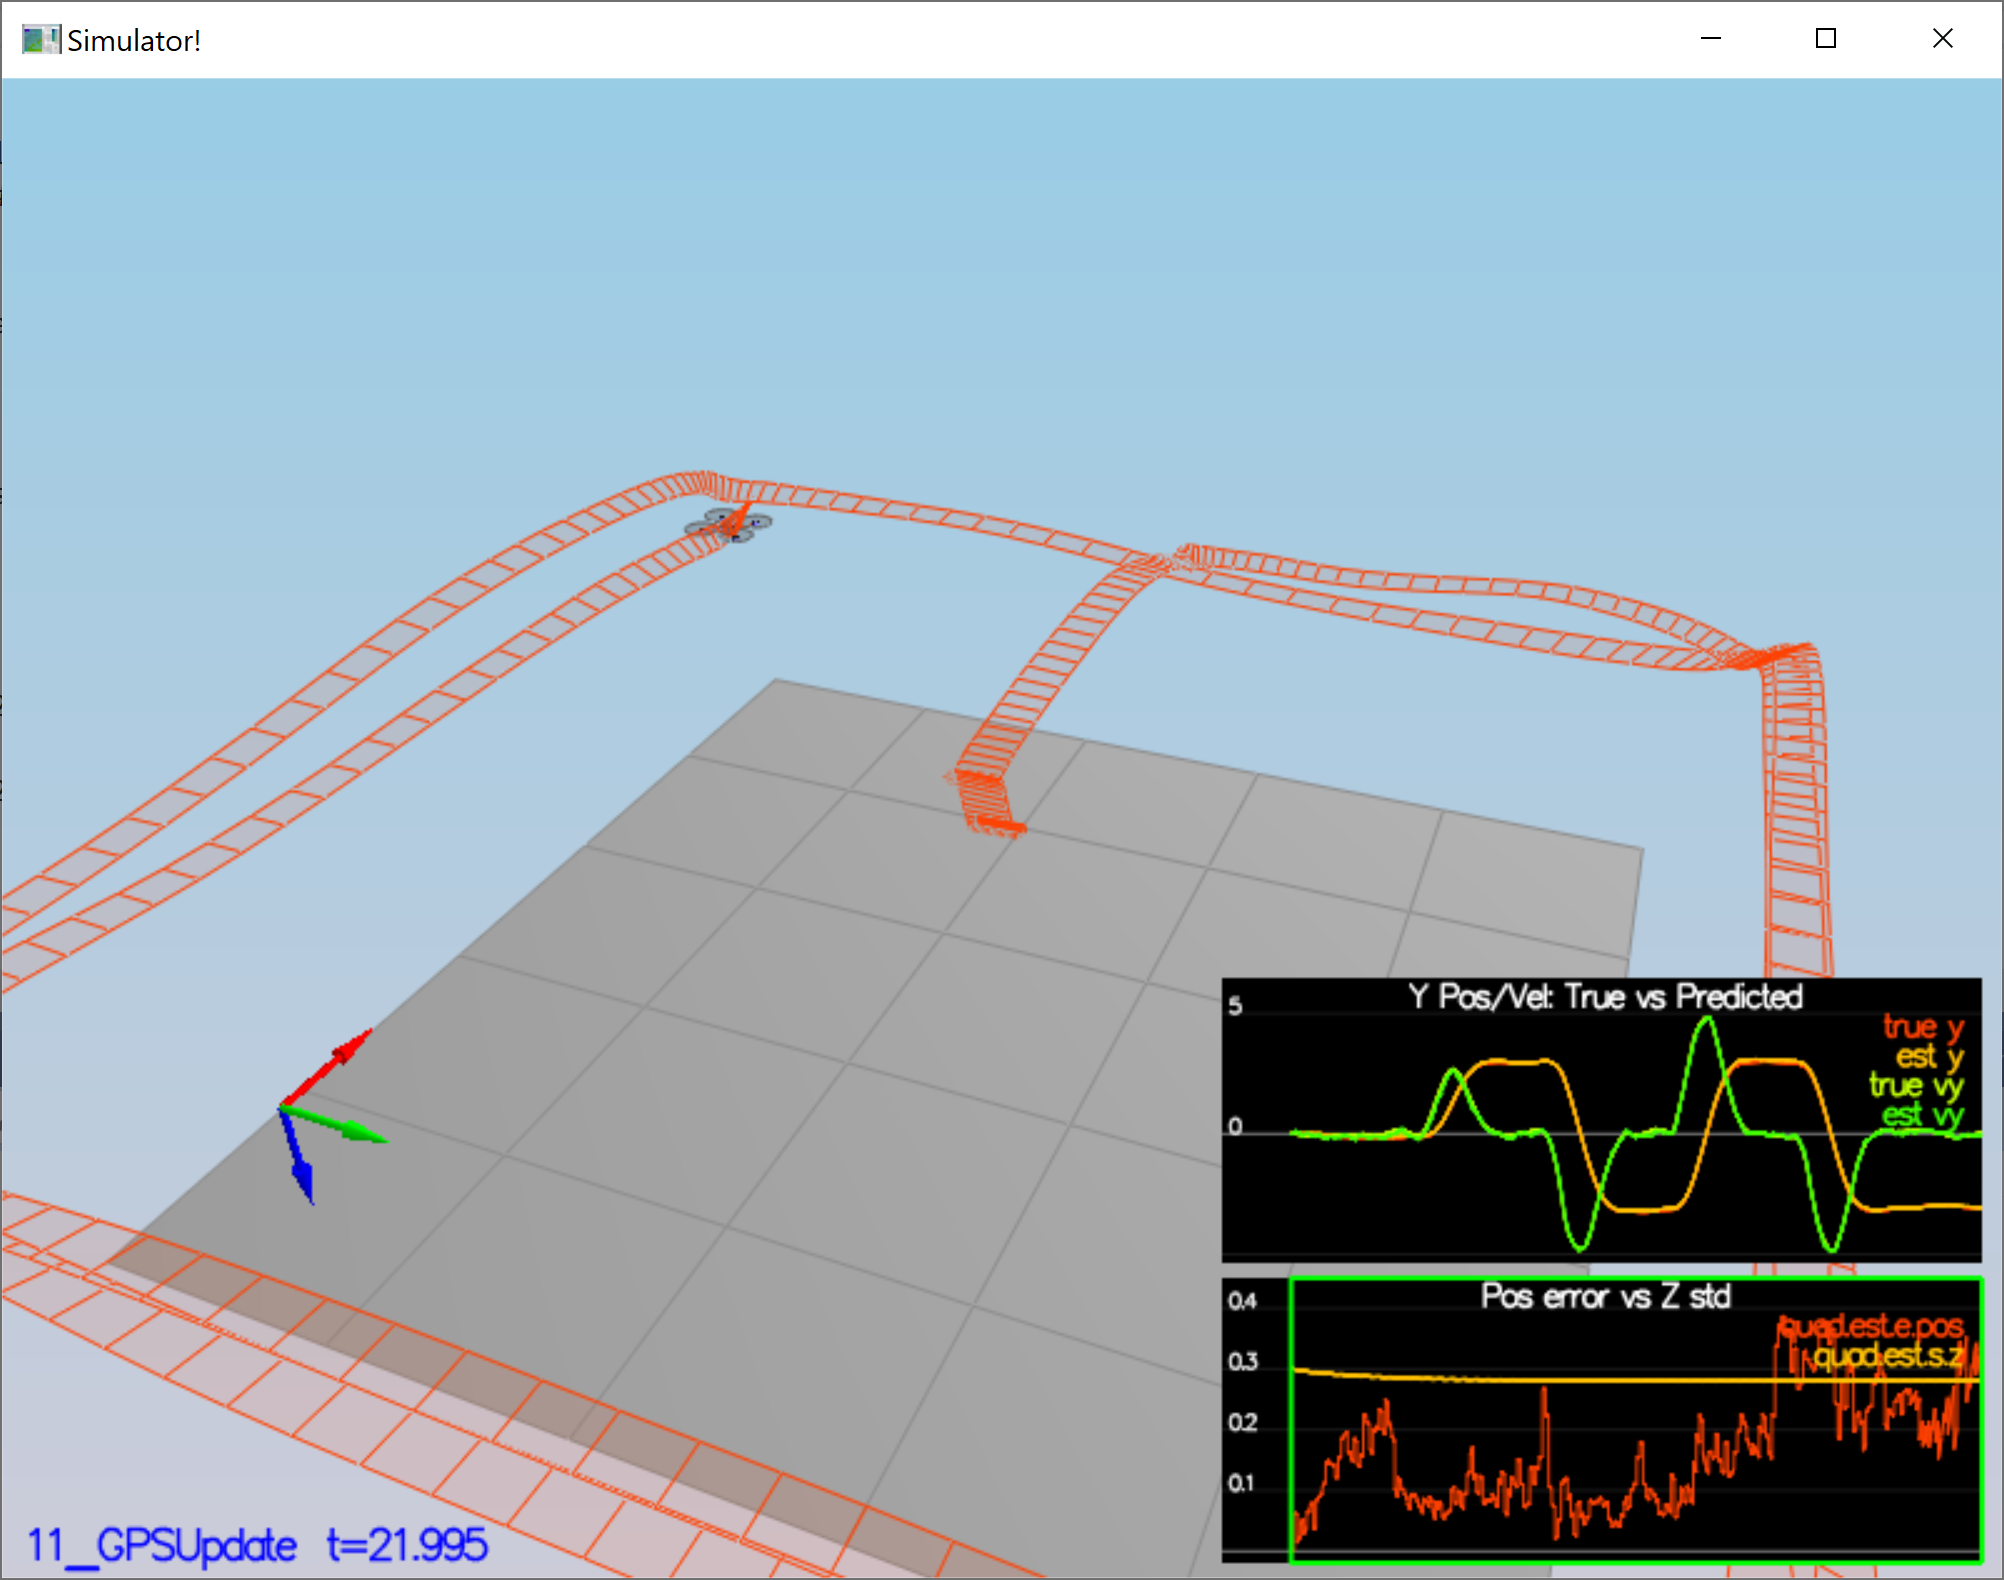 Simulator!
Y Pos/Vel: True vs Predicted
5
true y
est y
true vy
est vy
0
Pos error vs Z std
0.4
quad.est.e.pos
quad.est.s.z
0.3
0.2
0.1
11_GPSUpdate t=21.995